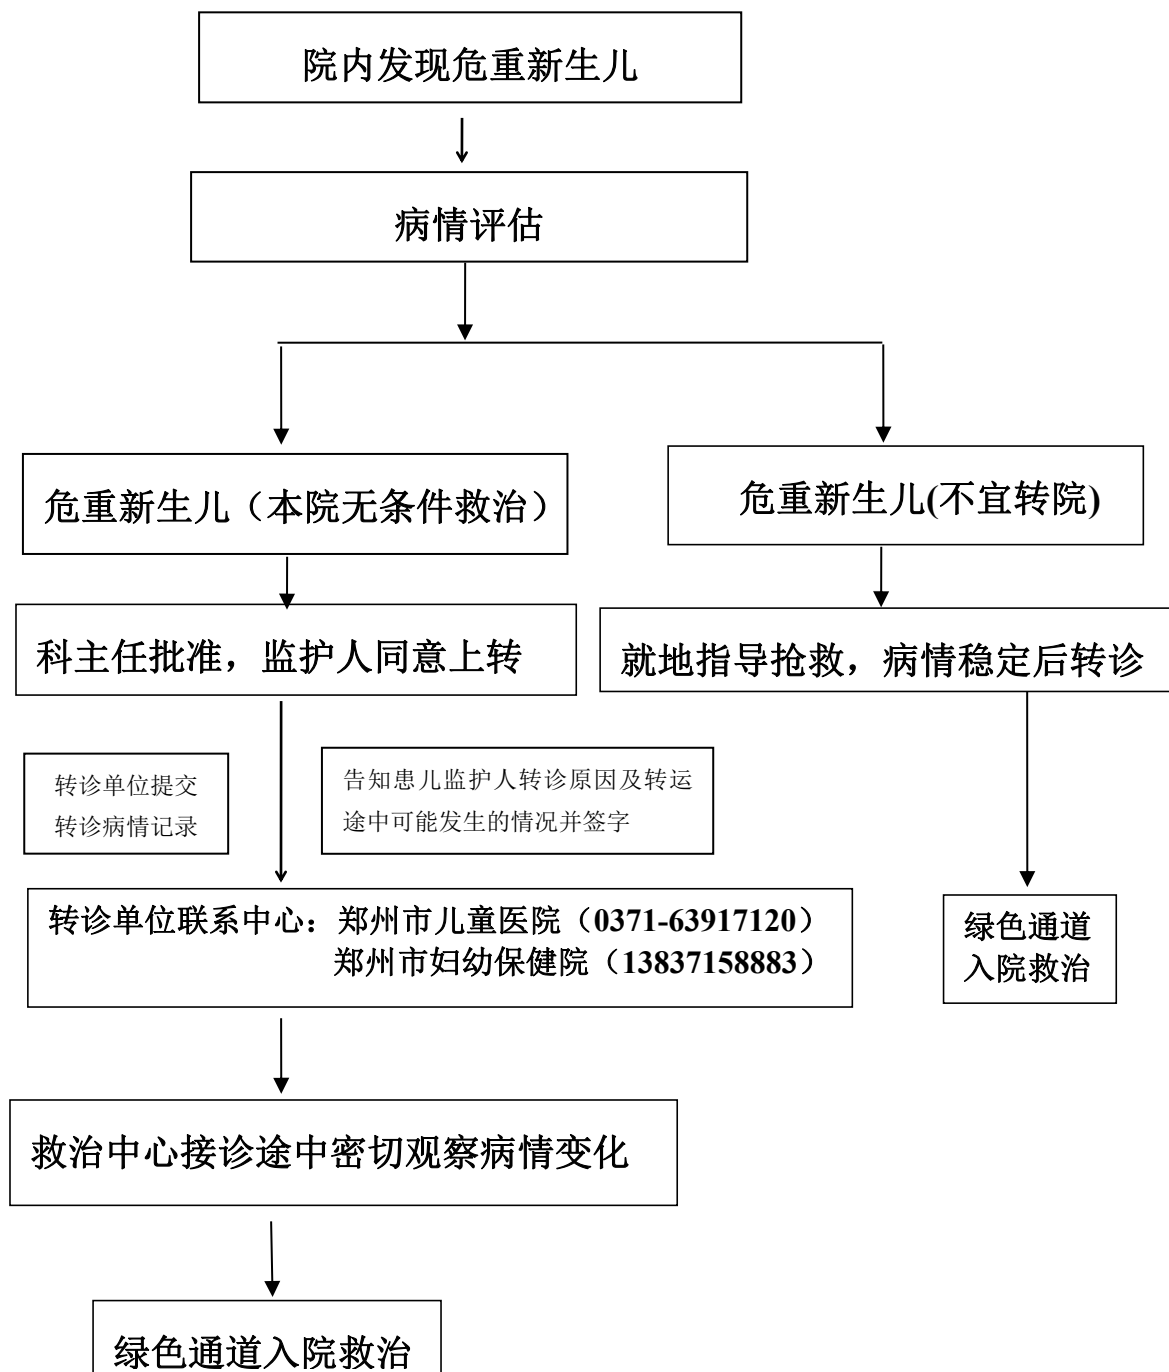 院内发现危重新生儿
病情评估
危重新生儿（本院无条件救治）
危重新生儿(不宜转院)
科主任批准，监护人同意上转
就地指导抢救，病情稳定后转诊
转诊单位提交
转诊病情记录
告知患儿监护人转诊原因及转运
途中可能发生的情况并签字
转诊单位联系中心：郑州市儿童医院（0371-63917120）
郑州市妇幼保健院（13837158883）
绿色通道
入院救治
救治中心接诊途中密切观察病情变化
绿色通道入院救治